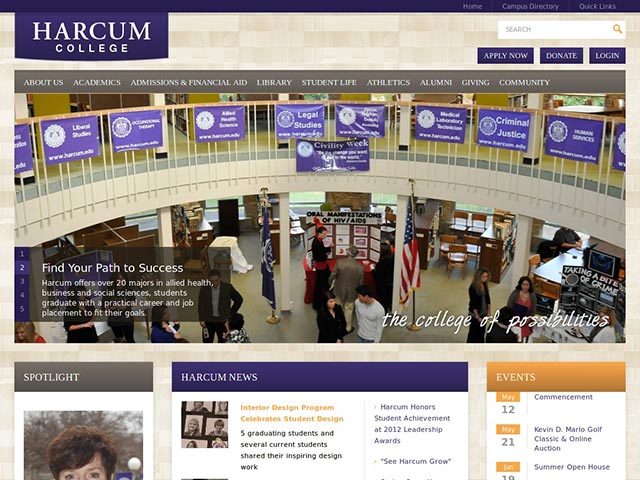 Home
Campus Directory
Quick Links
HARCUM
COLLEGE
SEARCH
APPLY NOW
DONATE
LOGIN
ABOUT US
ACADEMICS
ADMISSIONS & FINANCIAL AID
LIBRARY
STUDENT LIFE
ATHLETICS
ALUMNI
GIVING
COMMUNITY
Liberal
Studies
www.harcum.edu
OCCUPATIONAL
THERAPY
www.harcum.edu
Allied
Health
Science
www.harcum.edu
Legal
Studies
www.harcum.edu
Civility Week
www.harcum.edu
Medical
Laboratory
Technician
www.harcum.edu
Criminal
Justice
www.harcum.edu
HUMAN
SERVICES
www.harcum.edu
ORAL MANIFESTATIONS
OF HIV/AIDS
TAKING A BITE
OF CRIME
1
2
3
4
5
Find Your Path to Success
Harcum offers over 20 majors in allied health,
business and social sciences, students
graduate with a practical career and job
placement to fit their goals.
the college of possibilities
SPOTLIGHT
HARCUM NEWS
Interior Design Program
Celebrates Student Design
5 graduating students and
several current students
shared their inspiring design
work
Harcum Honors
Student Achievement
at 2012 Leadership
Awards
"See Harcum Grow"
EVENTS
May
12
Commencement
May
21
Kevin D. Marlo Golf
Classic & Online
Auction
Jun
19
Summer Open House